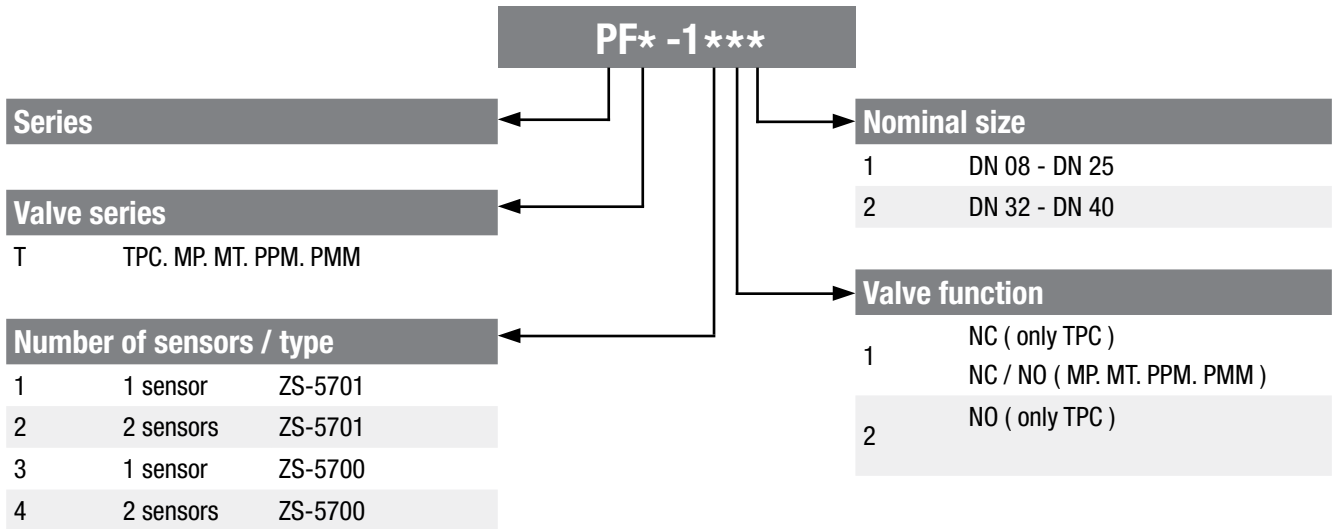 PF* -1***
Series
Valve series
T TPC. MP. MT. PPM. PMM
Number of sensors / type
1 1 sensor ZS-5701
2 2 sensors ZS-5701
3 1 sensor ZS-5700
4 2 sensors ZS-5700
Nominal size
1 DN 08 - DN 25
2 DN 32 - DN 40
Valve function
1 NC ( only TPC )
NC / NO ( MP. MT. PPM. PMM )
2 NO ( only TPC )